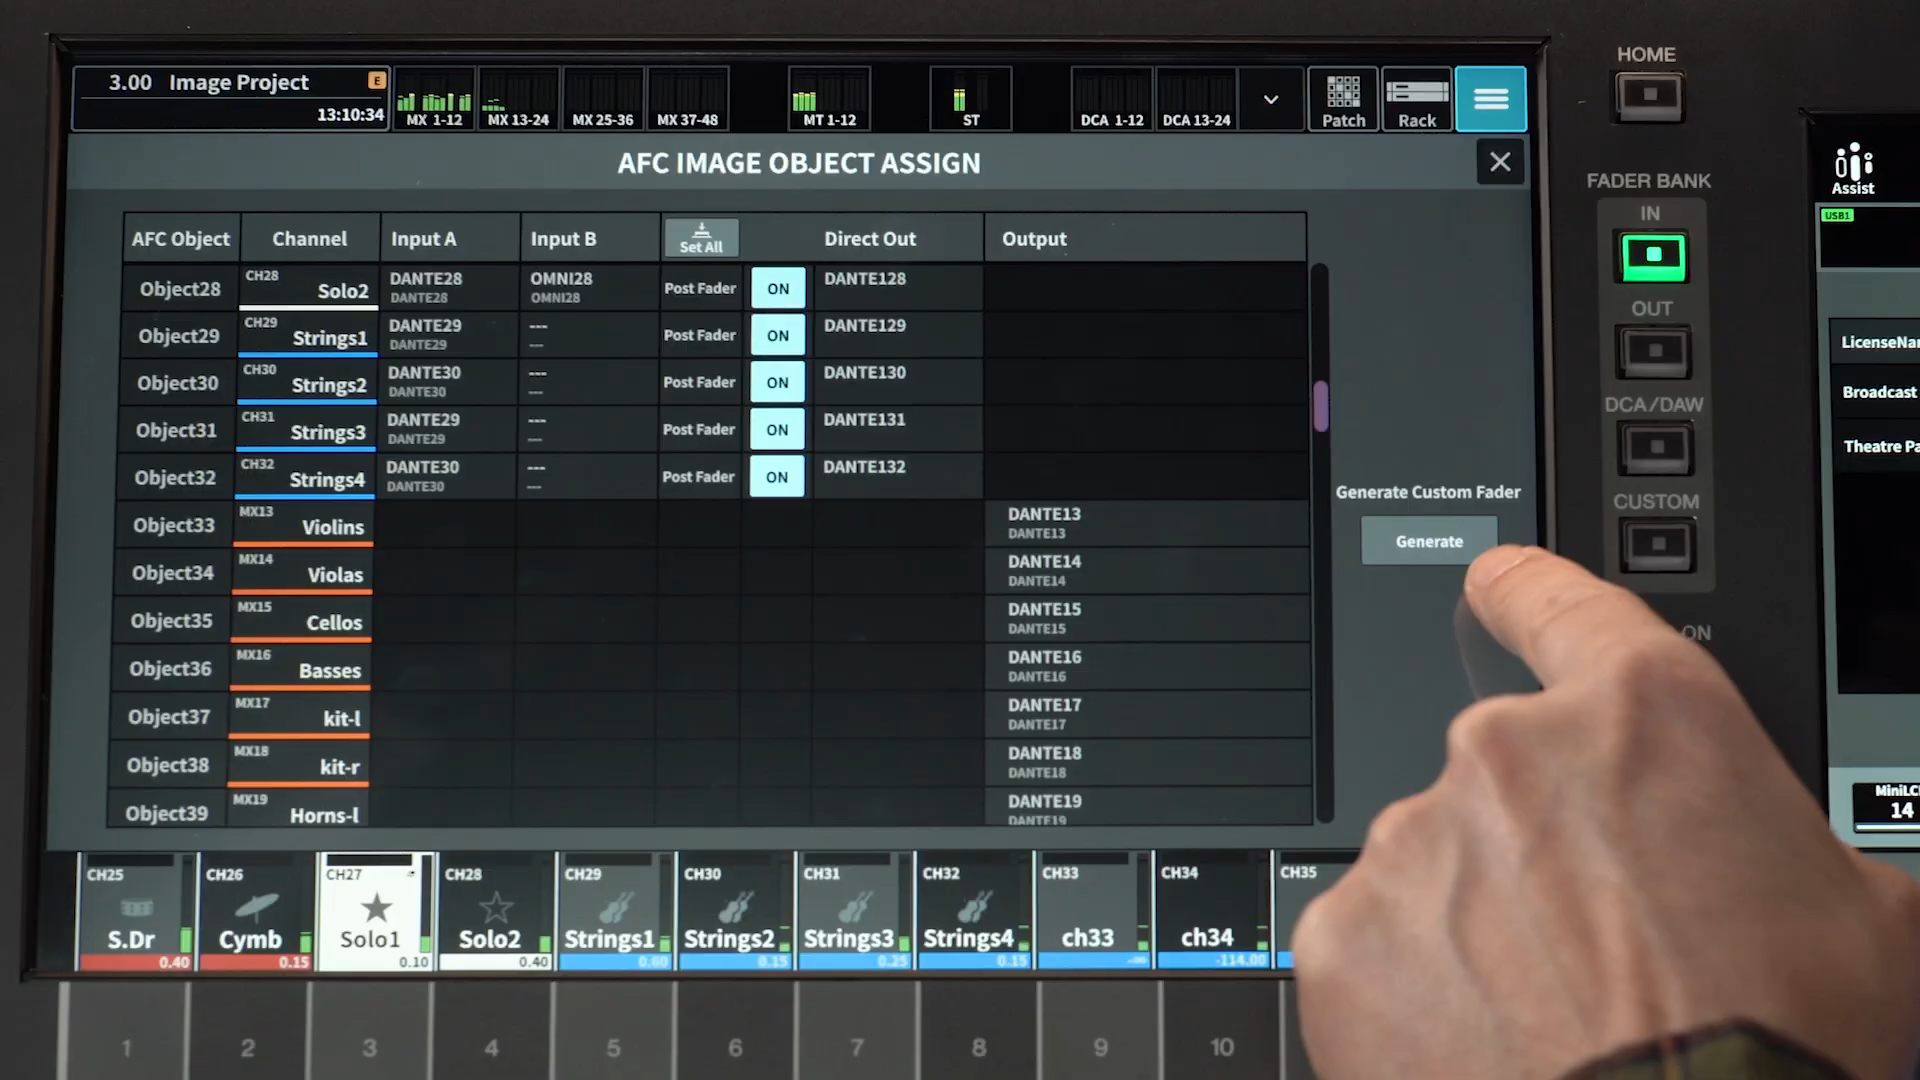 HOME
3.00 Image Project E
13:10:34
MX 1-12 MX 13-24 MX 25-36 MX 37-48 MT 1-12 ST DCA 1-12 DCA 13-24 Patch Rack
AFC IMAGE OBJECT ASSIGN
FADER BANK
IN
OUT
DCA/DAW
CUSTOM
ON
Assist
USB1
Broadcast
AFC Object Channel Input A Input B Set All Direct Out Output
Object28 CH28 Solo2 DANTE28 DANTE28 OMNI28 OMNI28 Post Fader ON DANTE128
Object29 CH29 Strings1 DANTE29 DANTE29 --- --- Post Fader ON DANTE129
Object30 CH30 Strings2 DANTE30 DANTE30 --- --- Post Fader ON DANTE130
Object31 CH31 Strings3 DANTE29 DANTE29 --- --- Post Fader ON DANTE131
Object32 CH32 Strings4 DANTE30 DANTE30 --- --- Post Fader ON DANTE132
Object33 MX13 Violins DANTE13 DANTE13
Object34 MX14 Violas DANTE14 DANTE14
Object35 MX15 Cellos DANTE15 DANTE15
Object36 MX16 Basses DANTE16 DANTE16
Object37 MX17 kit-l DANTE17 DANTE17
Object38 MX18 kit-r DANTE18 DANTE18
Object39 MX19 Horns-l DANTE19 DANTE19
Generate Custom Fader
Generate
14
CH25 CH26 CH27 CH28 CH29 CH30 CH31 CH32 CH33 CH34 CH35
S.Dr Cymb Solo1 Solo2 Strings1 Strings2 Strings3 Strings4 ch33 ch34
0.40 0.15 0.10 0.40 0.60 0.15 0.25 0.15 -∞ -114.00
1 2 3 4 5 6 7 8 9 10